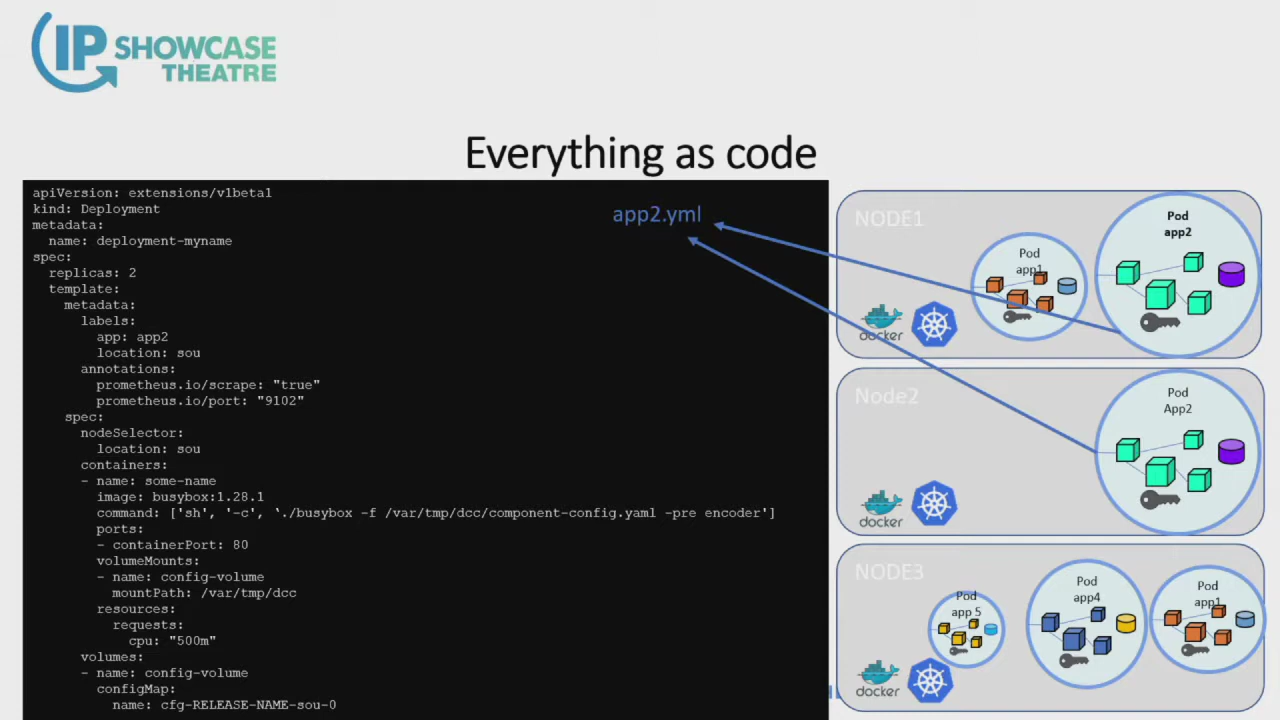 IP SHOWCASE
THEATRE
Everything as code
apiVersion: extensions/v1beta1
kind: Deployment
metadata:
  name: deployment-myname
spec:
  replicas: 2
  template:
    metadata:
      labels:
        app: app2
        location: sou
      annotations:
        prometheus.io/scrape: "true"
        prometheus.io/port: "9102"
    spec:
      nodeSelector:
        location: sou
      containers:
      - name: some-name
        image: busybox:1.28.1
        command: ['sh', '-c', './busybox -f /var/tmp/dcc/component-config.yaml -pre encoder']
        ports:
        - containerPort: 80
        volumeMounts:
        - name: config-volume
          mountPath: /var/tmp/dcc
        resources:
          requests:
            cpu: "500m"
      volumes:
      - name: config-volume
        configMap:
          name: cfg-RELEASE-NAME-sou-0
app2.yml
NODE1
Pod
app1
Pod
app2
docker
Node2
Pod
App2
docker
NODE3
Pod
app 5
Pod
app4
Pod
app1
docker